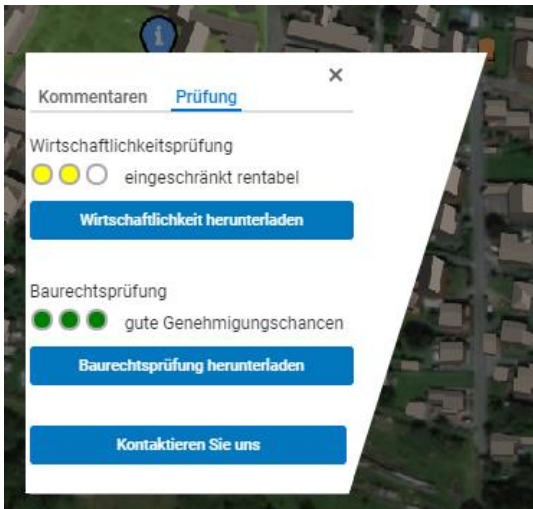 Kommentaren Prüfung
Wirtschaftlichkeitsprüfung
eingeschränkt rentabel
Wirtschaftlichkeit herunterladen
Baurechtsprüfung
gute Genehmigungschancen
Baurechtsprüfung herunterladen
Kontaktieren Sie uns